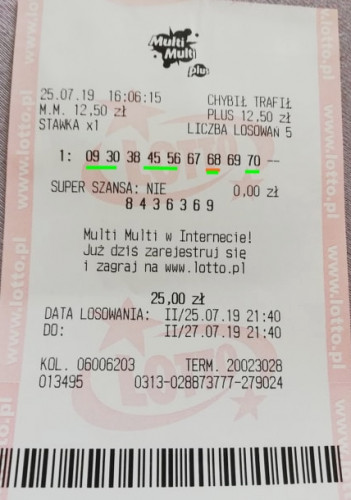 Multi
Multi
plus
25.07.19 16:06:15
CHYBIŁ TRAFIŁ
M.M. 12,50 zł
PLUS 12,50 zł
STAWKA x1
LICZBA LOSOWAŃ 5
1: 09 30 38 45 56 67 68 69 70 --
SUPER SZANSA: NIE 0,00 zł
8436369
Multi Multi w Internecie!
Już dziś zarejestruj się
i zagraj na www.lotto.pl
25,00 zł
DATA LOSOWANIA: II/25.07.19 21:40
DO: II/27.07.19 21:40
KOL. 06006203 TERM. 20023028
013495 0313-028873777-279024
LOTTO
www.lotto.pl